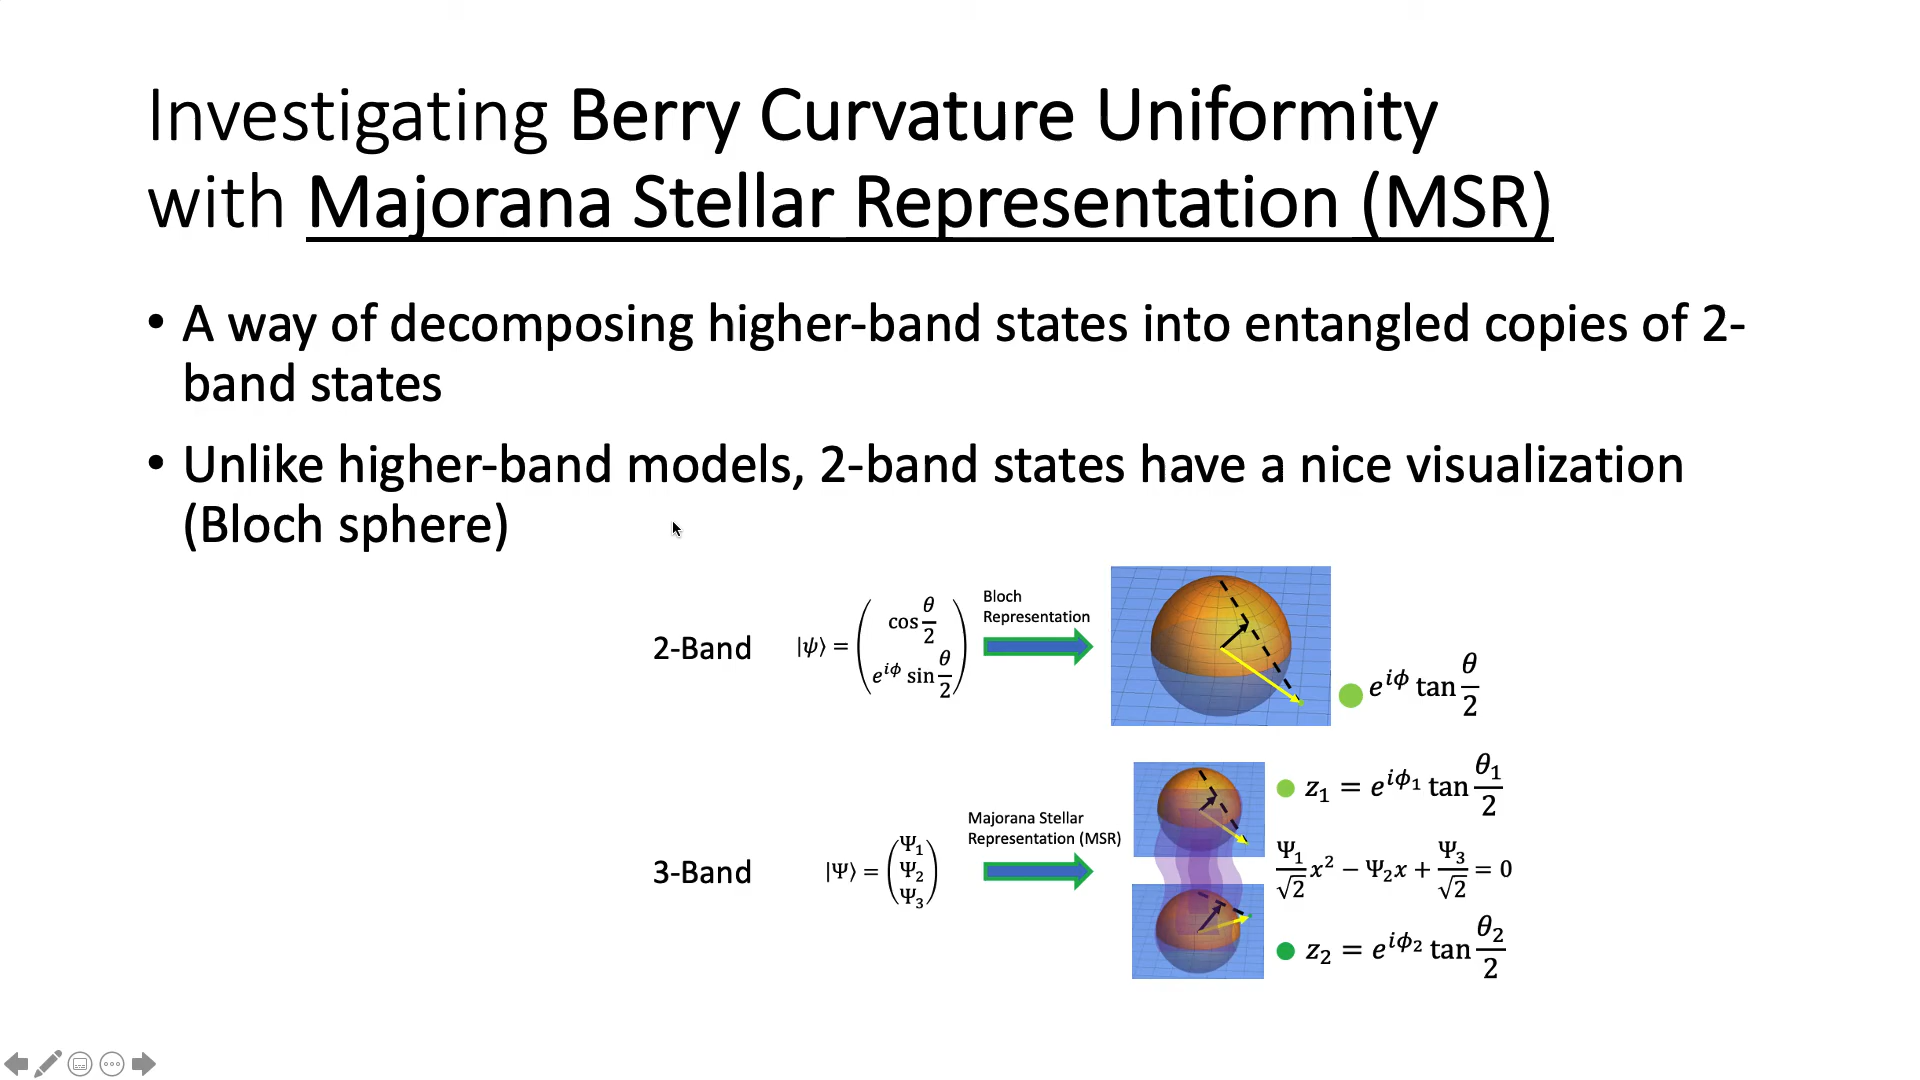 Investigating Berry Curvature Uniformity
with Majorana Stellar Representation (MSR)
• A way of decomposing higher-band states into entangled copies of 2-
band states
• Unlike higher-band models, 2-band states have a nice visualization
(Bloch sphere)
2-Band
|ψ⟩ = (cos θ/2, e^{iϕ} sin θ/2)
Bloch
Representation
e^{iϕ} tan θ/2
3-Band
|Ψ⟩ = (Ψ₁, Ψ₂, Ψ₃)
Majorana Stellar
Representation (MSR)
z₁ = e^{iϕ₁} tan θ₁/2
Ψ₁/√2 x² − Ψ₂x + Ψ₃/√2 = 0
z₂ = e^{iϕ₂} tan θ₂/2